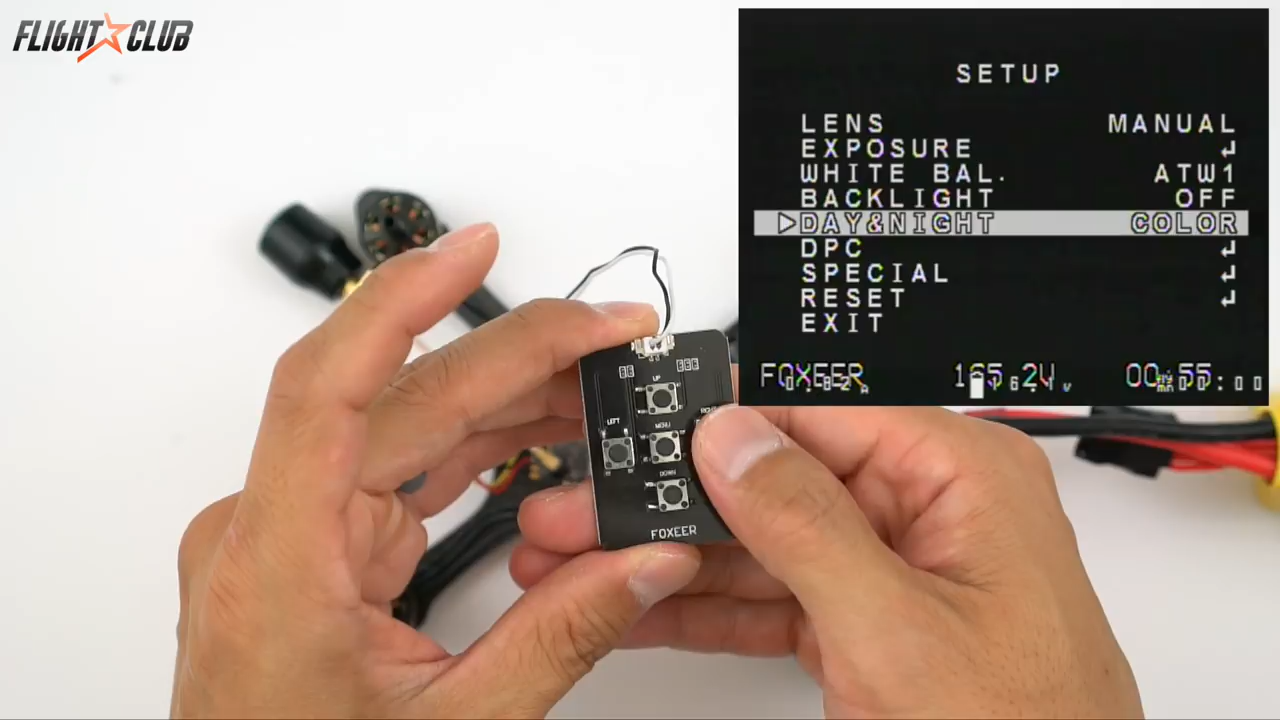 FLIGHT CLUB
SETUP
LENS MANUAL
EXPOSURE ↵
WHITE BAL. ATW1
BACKLIGHT OFF
▷DAY&NIGHT COLOR
DPC ↵
SPECIAL ↵
RESET ↵
EXIT
FOXEER
UP
LEFT
MENU
DOWN
FOXEER